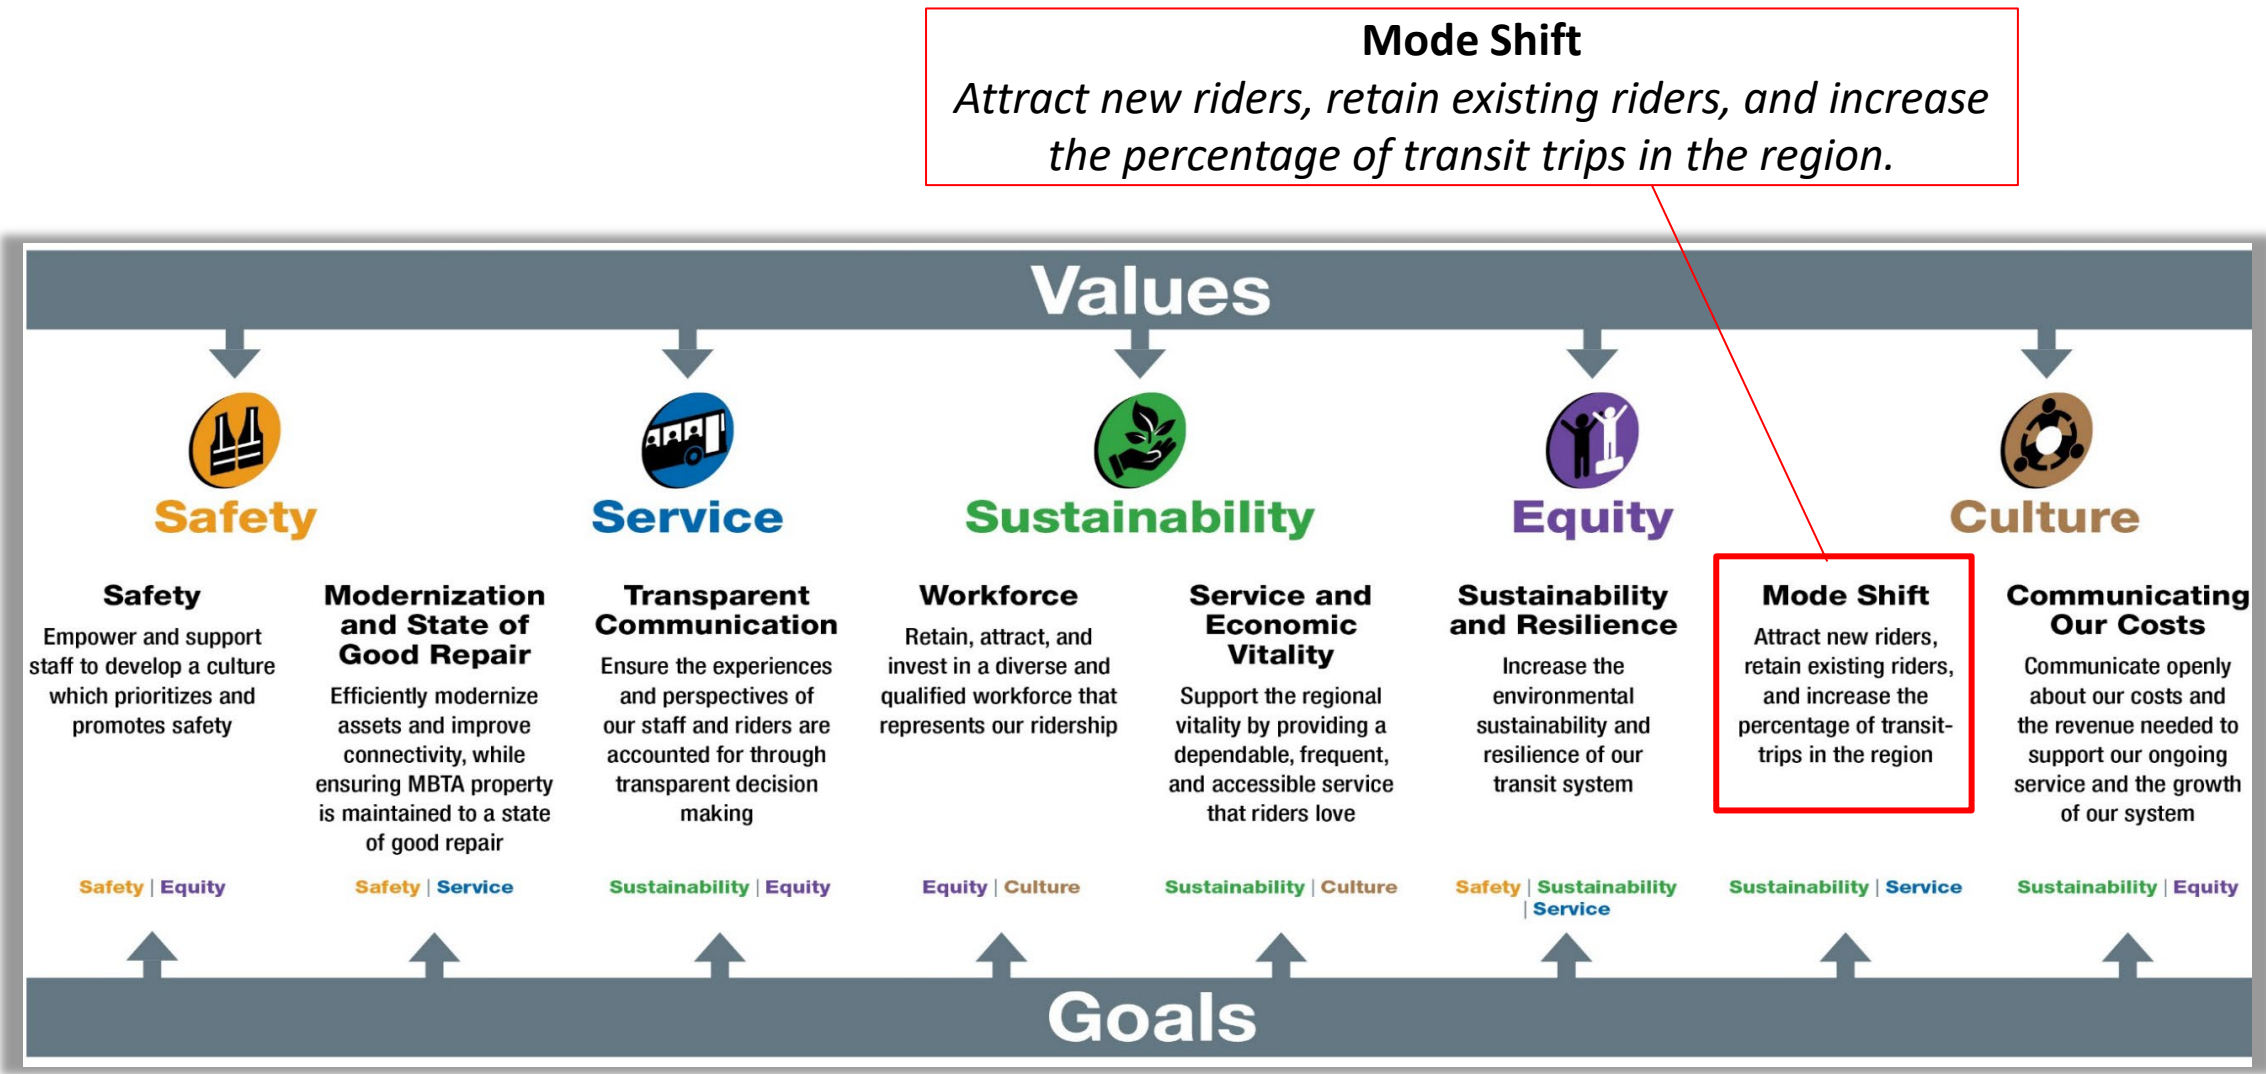 Mode Shift
Attract new riders, retain existing riders, and increase
the percentage of transit trips in the region.
Values
Safety
Service
Sustainability
Equity
Culture
Safety
Empower and support
staff to develop a culture
which prioritizes and
promotes safety
Safety | Equity
Modernization
and State of
Good Repair
Efficiently modernize
assets and improve
connectivity, while
ensuring MBTA property
is maintained to a state
of good repair
Safety | Service
Transparent
Communication
Ensure the experiences
and perspectives of
our staff and riders are
accounted for through
transparent decision
making
Sustainability | Equity
Workforce
Retain, attract, and
invest in a diverse and
qualified workforce that
represents our ridership
Equity | Culture
Service and
Economic
Vitality
Support the regional
vitality by providing a
dependable, frequent,
and accessible service
that riders love
Sustainability | Culture
Sustainability
and Resilience
Increase the
environmental
sustainability and
resilience of our
transit system
Safety | Sustainability
| Service
Mode Shift
Attract new riders,
retain existing riders,
and increase the
percentage of transit-
trips in the region
Sustainability | Service
Communicating
Our Costs
Communicate openly
about our costs and
the revenue needed to
support our ongoing
service and the growth
of our system
Sustainability | Equity
Goals